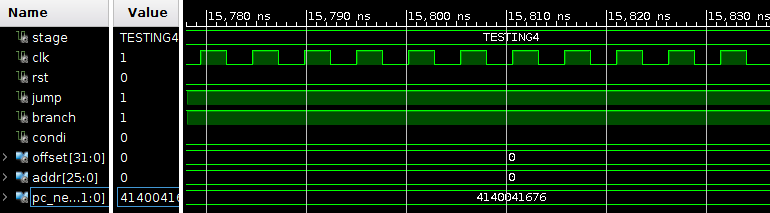 Name Value 15,780 ns 15,790 ns 15,800 ns 15,810 ns 15,820 ns 15,830 ns
stage TESTING4 TESTING4
clk 1
rst 0
jump 1
branch 1
condi 0
offset[31:0] 0 0
addr[25:0] 0 0
pc_ne...1:0] 41400416 4140041676